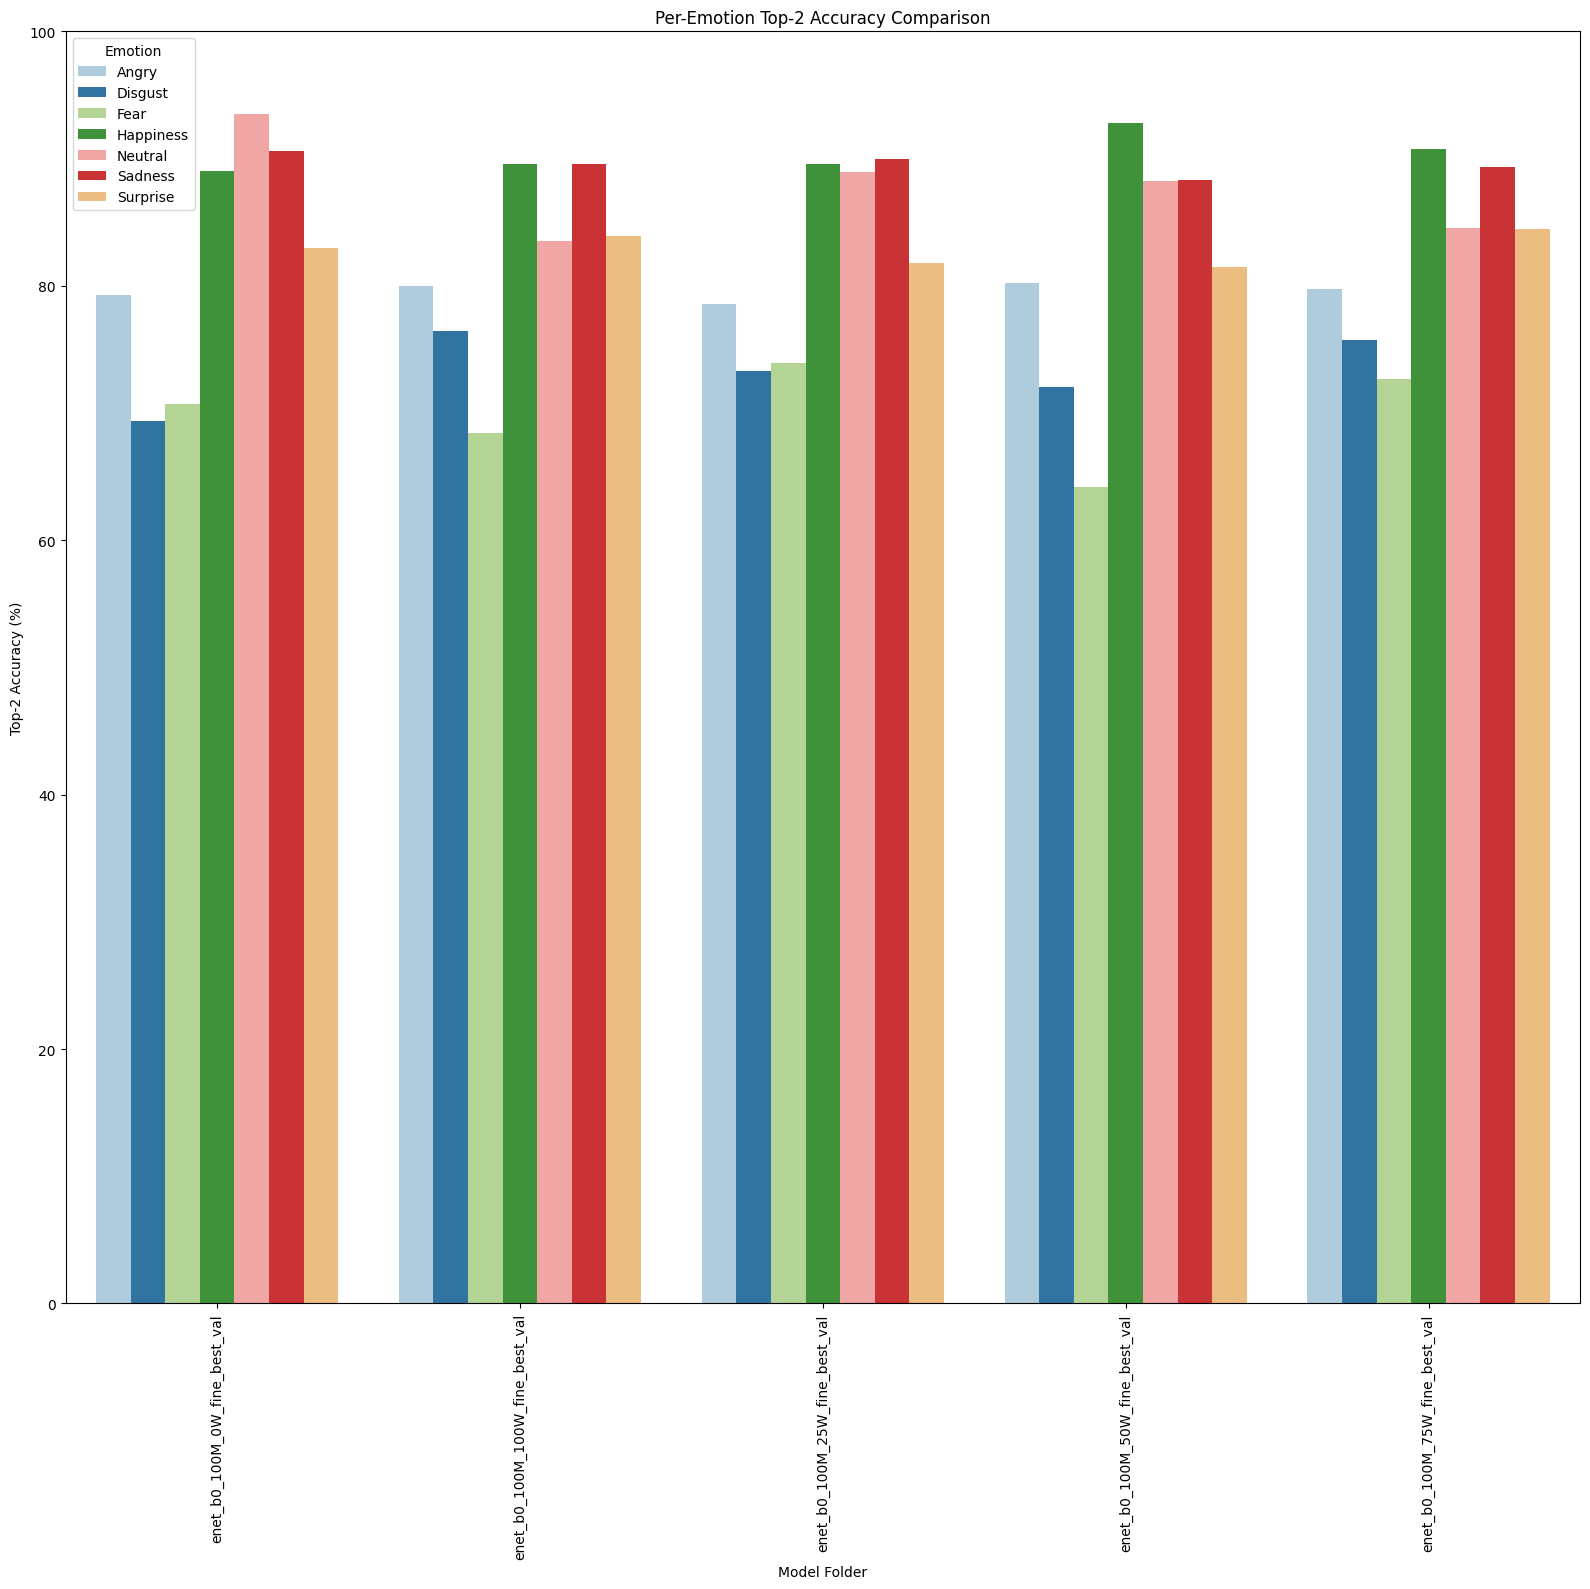 Per-Emotion Top-2 Accuracy Comparison
Emotion
Angry
Disgust
Fear
Happiness
Neutral
Sadness
Surprise
Top-2 Accuracy (%)
100
80
60
40
20
0
enet_b0_100M_0W_fine_best_val
enet_b0_100M_100W_fine_best_val
enet_b0_100M_25W_fine_best_val
enet_b0_100M_50W_fine_best_val
enet_b0_100M_75W_fine_best_val
Model Folder